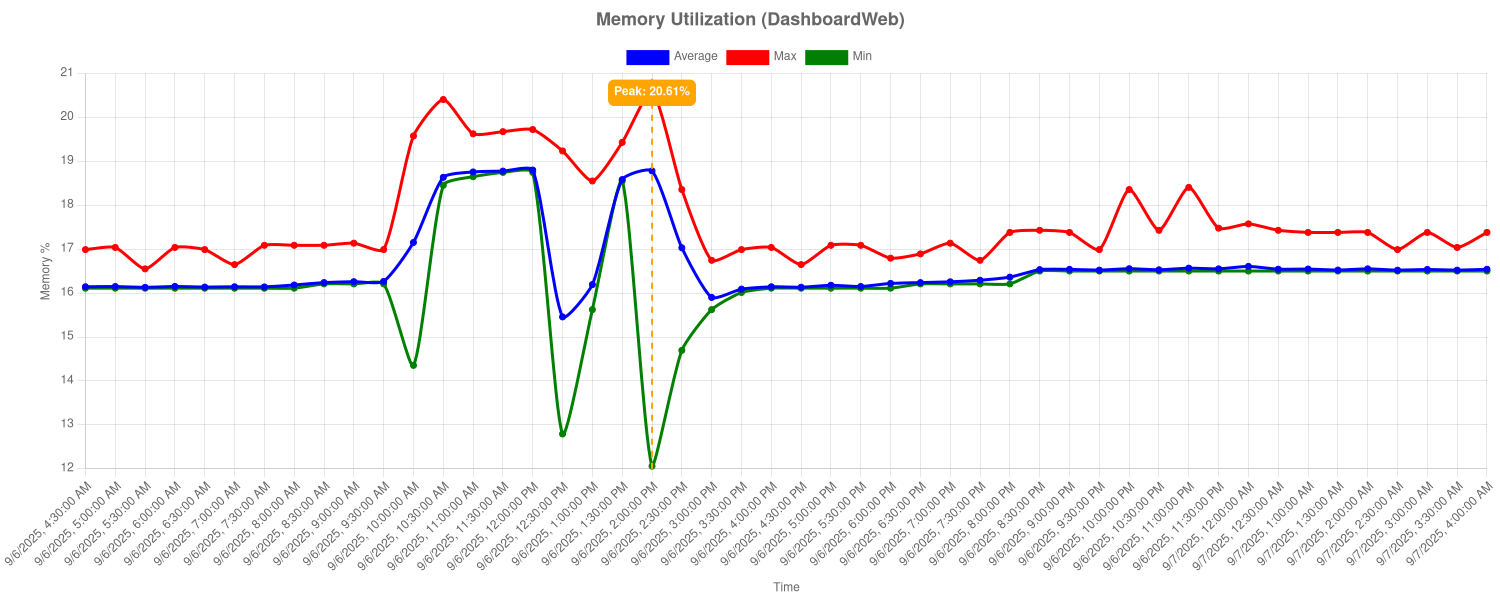 Memory Utilization (DashboardWeb)
Average Max Min
Peak: 20.61%
21
20
19
18
17
16
15
14
13
12
Memory %
9/6/2025, 4:30:00 AM
9/6/2025, 5:00:00 AM
9/6/2025, 5:30:00 AM
9/6/2025, 6:00:00 AM
9/6/2025, 6:30:00 AM
9/6/2025, 7:00:00 AM
9/6/2025, 7:30:00 AM
9/6/2025, 8:00:00 AM
9/6/2025, 8:30:00 AM
9/6/2025, 9:00:00 AM
9/6/2025, 9:30:00 AM
9/6/2025, 10:00:00 AM
9/6/2025, 10:30:00 AM
9/6/2025, 11:00:00 AM
9/6/2025, 11:30:00 AM
9/6/2025, 12:00:00 PM
9/6/2025, 12:30:00 PM
9/6/2025, 1:00:00 PM
9/6/2025, 1:30:00 PM
9/6/2025, 2:00:00 PM
9/6/2025, 2:30:00 PM
9/6/2025, 3:00:00 PM
9/6/2025, 3:30:00 PM
9/6/2025, 4:00:00 PM
9/6/2025, 4:30:00 PM
9/6/2025, 5:00:00 PM
9/6/2025, 5:30:00 PM
9/6/2025, 6:00:00 PM
9/6/2025, 6:30:00 PM
9/6/2025, 7:00:00 PM
9/6/2025, 7:30:00 PM
9/6/2025, 8:00:00 PM
9/6/2025, 8:30:00 PM
9/6/2025, 9:00:00 PM
9/6/2025, 9:30:00 PM
9/6/2025, 10:00:00 PM
9/6/2025, 10:30:00 PM
9/6/2025, 11:00:00 PM
9/6/2025, 11:30:00 PM
9/7/2025, 12:00:00 AM
9/7/2025, 12:30:00 AM
9/7/2025, 1:00:00 AM
9/7/2025, 1:30:00 AM
9/7/2025, 2:00:00 AM
9/7/2025, 2:30:00 AM
9/7/2025, 3:00:00 AM
9/7/2025, 3:30:00 AM
9/7/2025, 4:00:00 AM
Time